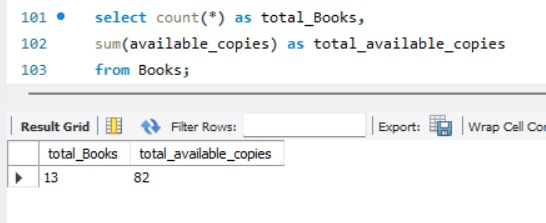 101 select count(*) as total_Books,
102 sum(available_copies) as total_available_copies
103 from Books;
Result Grid Filter Rows: Export: Wrap Cell Con
total_Books total_available_copies
13 82